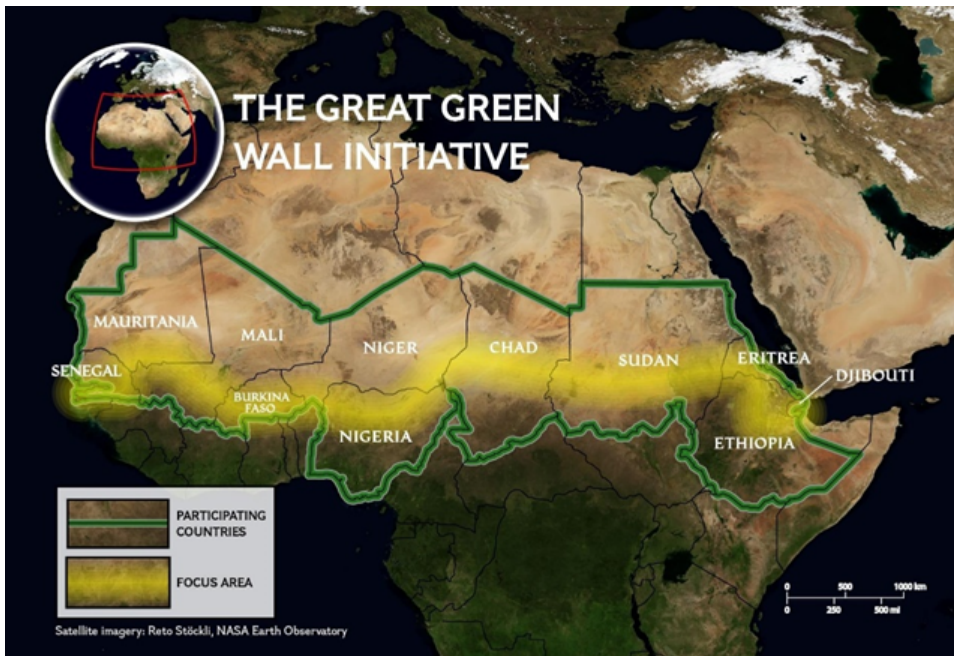 THE GREAT GREEN
WALL INITIATIVE
MAURITANIA
MALI
NIGER
CHAD
SUDAN
ERITREA
DJIBOUTI
SENEGAL
BURKINA
FASO
NIGERIA
ETHIOPIA
PARTICIPATING
COUNTRIES
FOCUS AREA
0 500 1000 km
0 250 500 mi
Satellite imagery: Reto Stöckli, NASA Earth Observatory